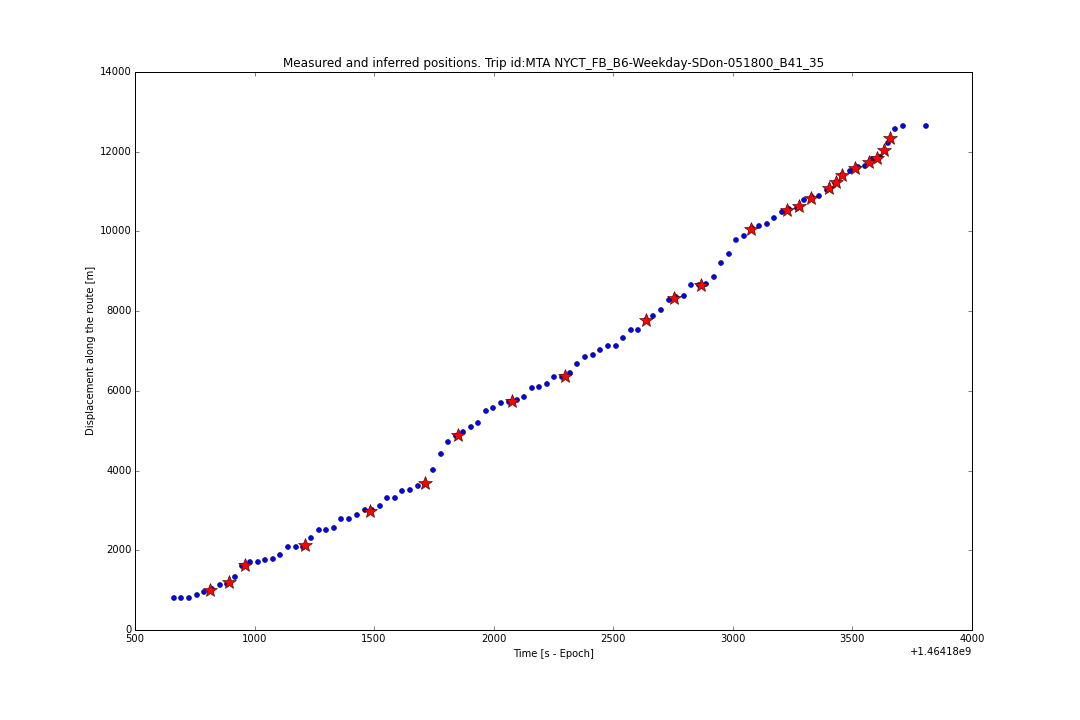 Measured and inferred positions. Trip id:MTA NYCT_FB_B6-Weekday-SDon-051800_B41_35
14000
12000
10000
8000
6000
4000
2000
0
Displacement along the route [m]
500 1000 1500 2000 2500 3000 3500 4000
Time [s - Epoch]
+1.46418e9